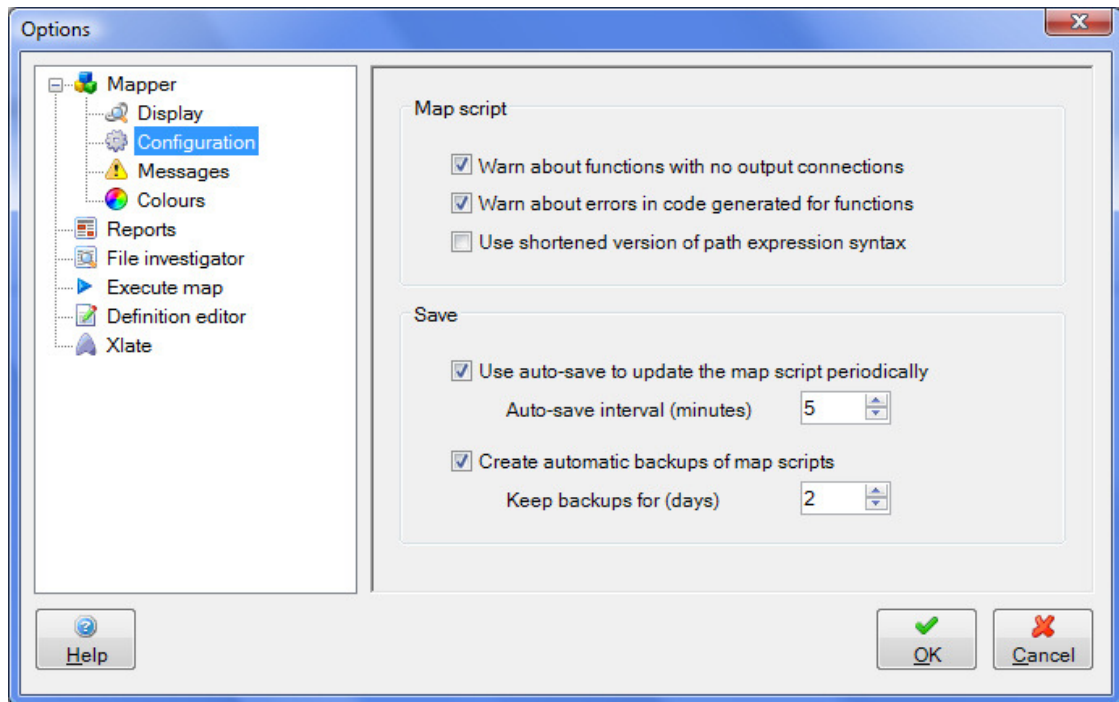 Options
Mapper
Display
Configuration
Messages
Colours
Reports
File investigator
Execute map
Definition editor
Xlate
Map script
Warn about functions with no output connections
Warn about errors in code generated for functions
Use shortened version of path expression syntax
Save
Use auto-save to update the map script periodically
Auto-save interval (minutes) 5
Create automatic backups of map scripts
Keep backups for (days) 2
Help
OK
Cancel